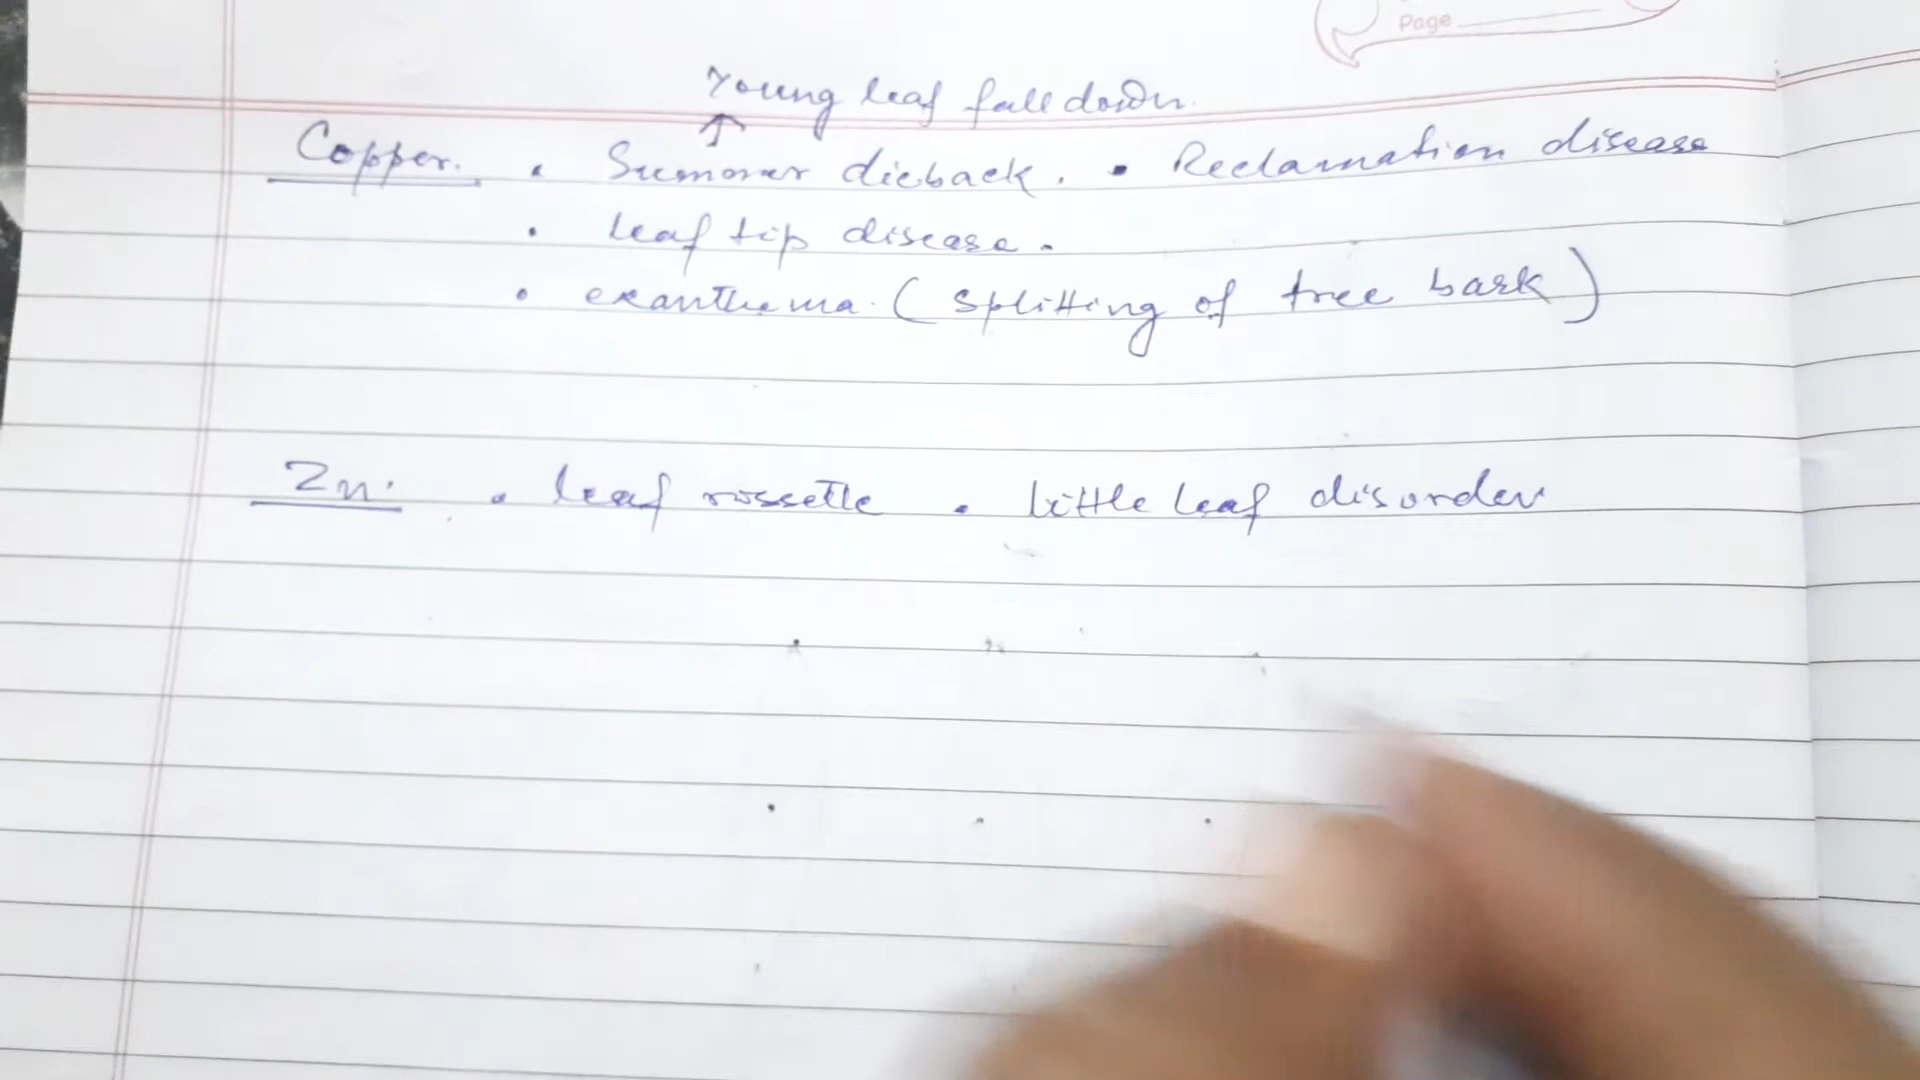 Page
Young leaf fall down.
Copper. • Summer dieback. • Reclamation disease
• leaf tip disease.
• exanthema. (splitting of tree bark)
Zn. • leaf rossette • little leaf disorder